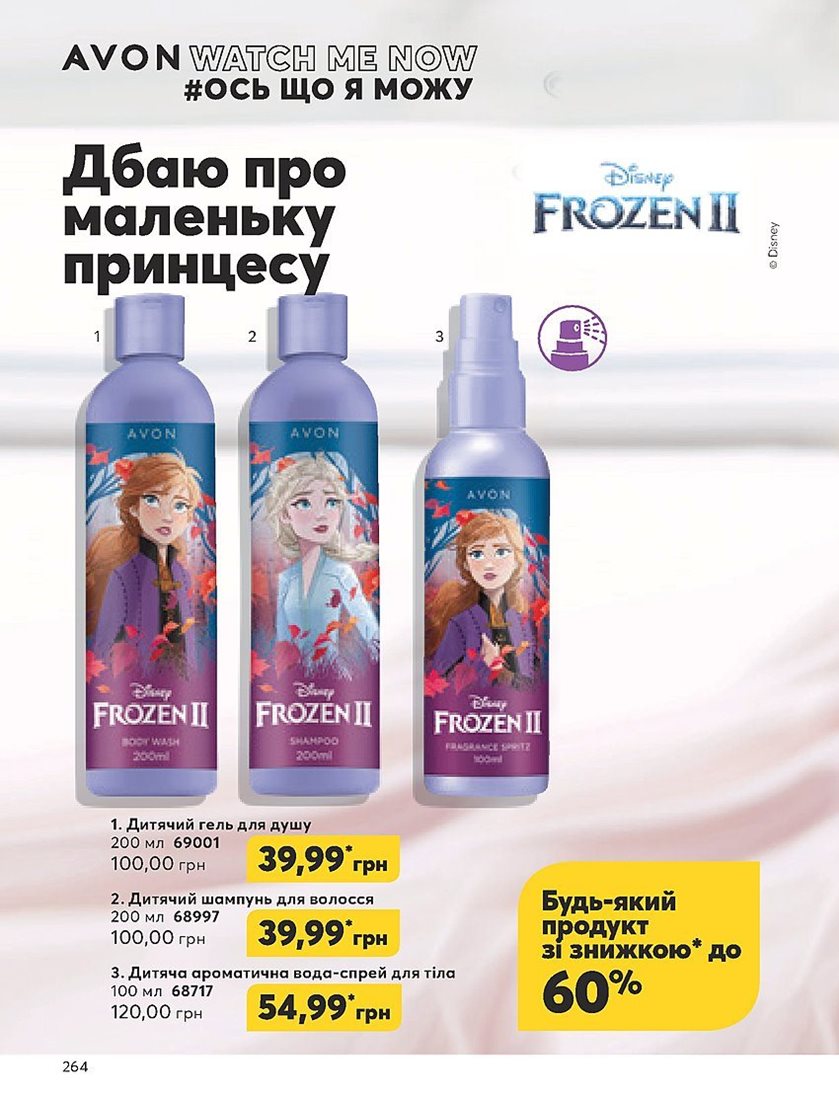 AVON WATCH ME NOW
#ОСЬ ЩО Я МОЖУ
Дбаю про
маленьку
принцесу
Disney
FROZEN II
© Disney
1
2
3
AVON
Disney
FROZEN II
BODY WASH
200ml
AVON
Disney
FROZEN II
SHAMPOO
200ml
AVON
Disney
FROZEN II
FRAGRANCE SPRITZ
100ml
1. Дитячий гель для душу
200 мл 69001
100,00 грн
39,99* грн
2. Дитячий шампунь для волосся
200 мл 68997
100,00 грн
39,99* грн
3. Дитяча ароматична вода-спрей для тіла
100 мл 68717
120,00 грн
54,99* грн
Будь-який
продукт
зі знижкою* до
60%
264